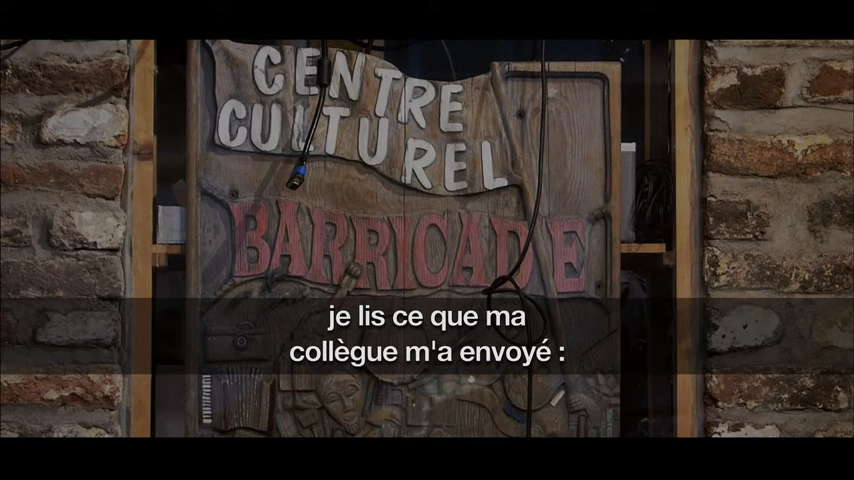 CENTRE
CULTUREL
BARRICADE
je lis ce que ma
collègue m'a envoyé :